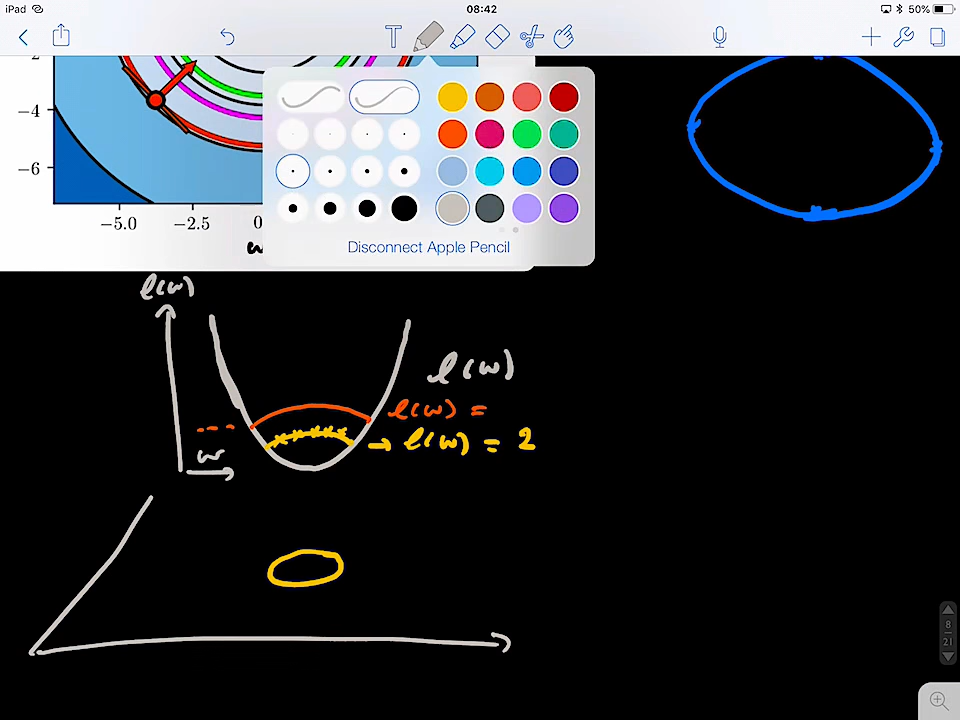 iPad 08:42 50%
T
2
−4
−6
−5.0 −2.5 0
w
Disconnect Apple Pencil
l(w)
l(w)
l(w) =
→ l(w) = 2
w
8
21